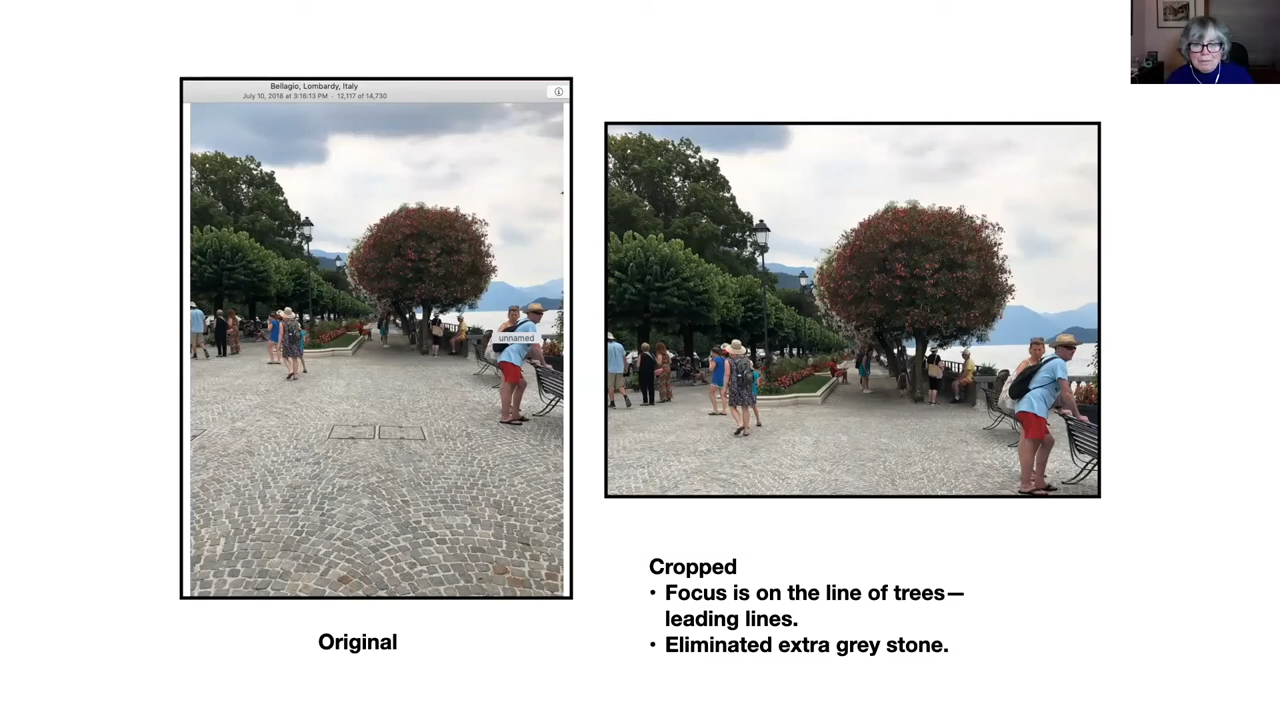 Bellagio, Lombardy, Italy
July 10, 2018 at 3:16:13 PM - 12,117 of 14,730
unnamed
Original
Cropped
• Focus is on the line of trees—
leading lines.
• Eliminated extra grey stone.